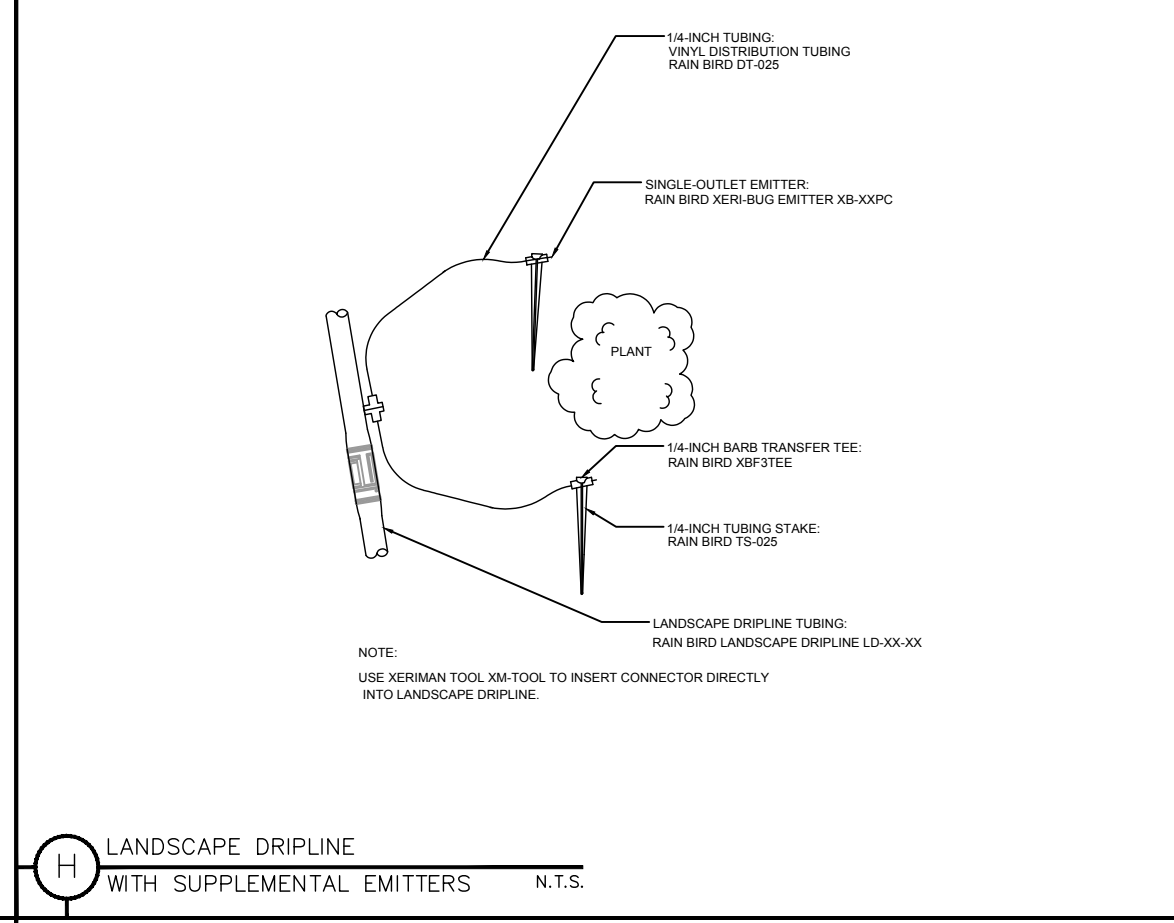 1/4-INCH TUBING:
VINYL DISTRIBUTION TUBING
RAIN BIRD DT-025
SINGLE-OUTLET EMITTER:
RAIN BIRD XERI-BUG EMITTER XB-XXPC
PLANT
1/4-INCH BARB TRANSFER TEE:
RAIN BIRD XBF3TEE
1/4-INCH TUBING STAKE:
RAIN BIRD TS-025
LANDSCAPE DRIPLINE TUBING:
RAIN BIRD LANDSCAPE DRIPLINE LD-XX-XX
NOTE:
USE XERIMAN TOOL XM-TOOL TO INSERT CONNECTOR DIRECTLY
INTO LANDSCAPE DRIPLINE.
H
LANDSCAPE DRIPLINE
WITH SUPPLEMENTAL EMITTERS N.T.S.